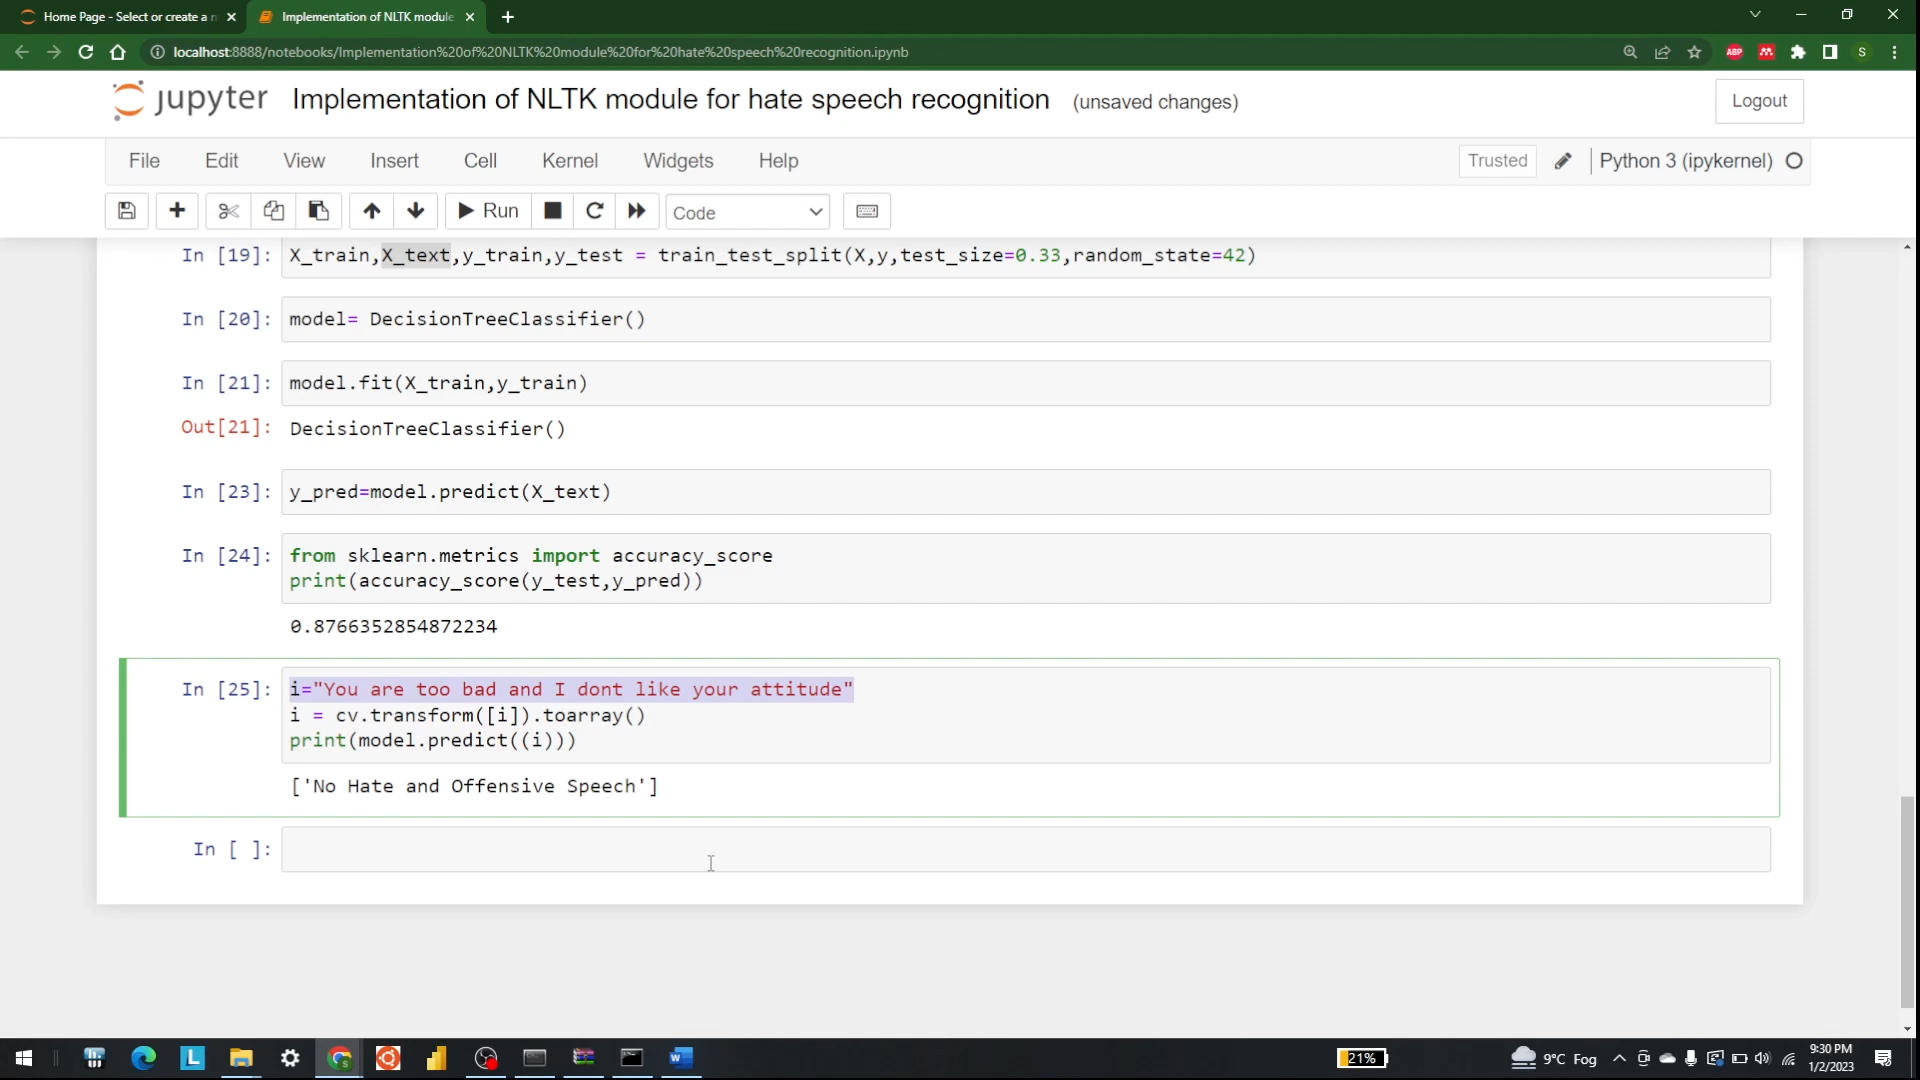 Home Page - Select or create a n
Implementation of NLTK module
localhost:8888/notebooks/Implementation%20of%20NLTK%20module%20for%20hate%20speech%20recognition.ipynb
ABP
S
jupyter Implementation of NLTK module for hate speech recognition (unsaved changes)
Logout
File Edit View Insert Cell Kernel Widgets Help
Trusted Python 3 (ipykernel)
Run Code
In [19]: X_train,X_text,y_train,y_test = train_test_split(X,y,test_size=0.33,random_state=42)
In [20]: model= DecisionTreeClassifier()
In [21]: model.fit(X_train,y_train)
Out[21]: DecisionTreeClassifier()
In [23]: y_pred=model.predict(X_text)
In [24]: from sklearn.metrics import accuracy_score
print(accuracy_score(y_test,y_pred))
0.8766352854872234
In [25]: i="You are too bad and I dont like your attitude"
i = cv.transform([i]).toarray()
print(model.predict((i)))
['No Hate and Offensive Speech']
In [ ]:
L
21%
9°C Fog
9:30 PM
1/2/2023